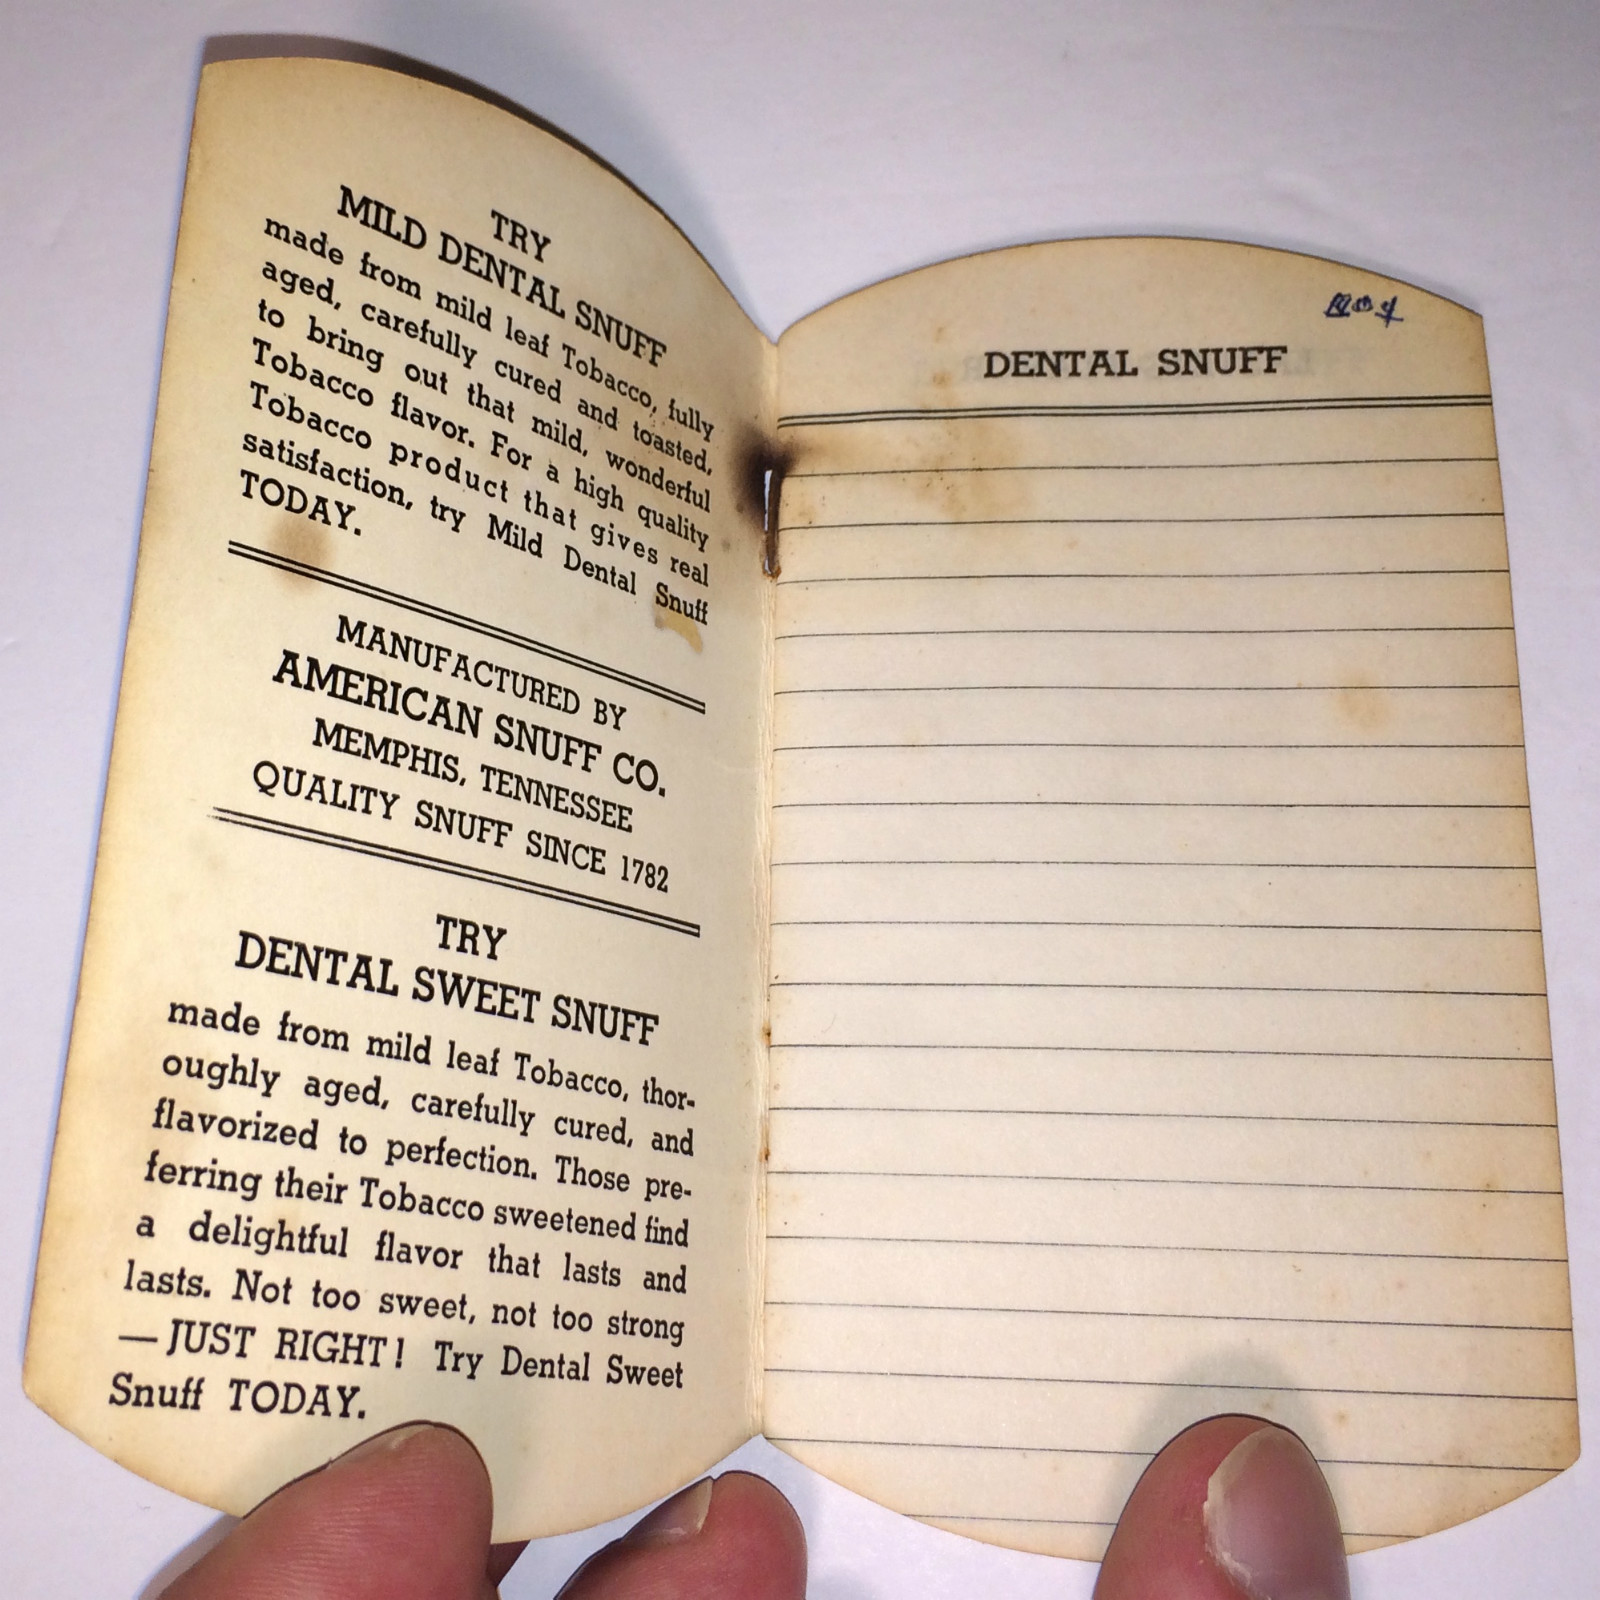 TRY
MILD DENTAL SNUFF
made from mild leaf Tobacco, fully
aged, carefully cured and toasted,
to bring out that mild, wonderful
Tobacco flavor. For a high quality
Tobacco product that gives real
satisfaction, try Mild Dental Snuff
TODAY.
MANUFACTURED BY
AMERICAN SNUFF CO.
MEMPHIS, TENNESSEE
QUALITY SNUFF SINCE 1782
TRY
DENTAL SWEET SNUFF
made from mild leaf Tobacco, thor-
oughly aged, carefully cured, and
flavorized to perfection. Those pre-
ferring their Tobacco sweetened find
a delightful flavor that lasts and
lasts. Not too sweet, not too strong
—JUST RIGHT! Try Dental Sweet
Snuff TODAY.
DENTAL SNUFF